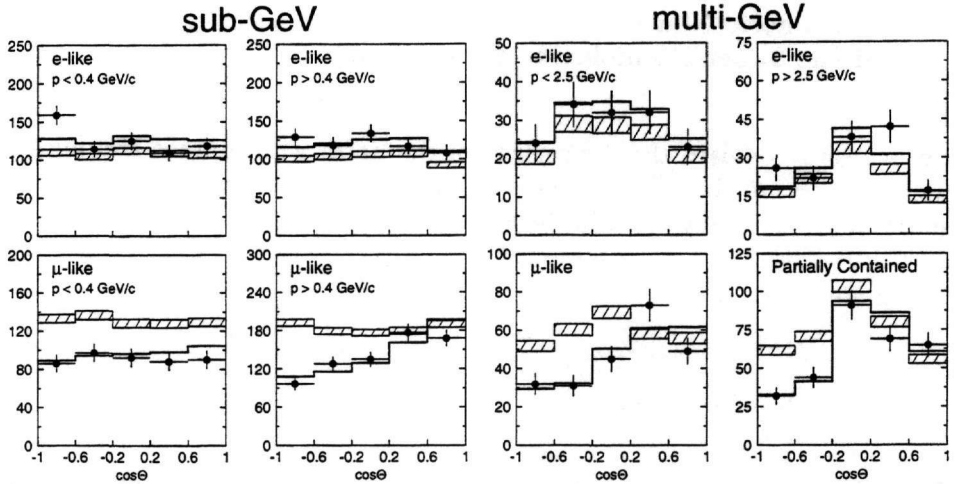 sub-GeV
multi-GeV
250
200
150
100
50
0
e-like
p < 0.4 GeV/c
250
200
150
100
50
0
e-like
p > 0.4 GeV/c
50
40
30
20
10
0
e-like
p < 2.5 GeV/c
75
60
45
30
15
0
e-like
p > 2.5 GeV/c
200
160
120
80
40
0
μ-like
p < 0.4 GeV/c
-1 -0.6 -0.2 0.2 0.6 1
cosΘ
300
240
180
120
60
0
μ-like
p > 0.4 GeV/c
-1 -0.6 -0.2 0.2 0.6 1
cosΘ
100
80
60
40
20
0
μ-like
-1 -0.6 -0.2 0.2 0.6 1
cosΘ
125
100
75
50
25
0
Partially Contained
-1 -0.6 -0.2 0.2 0.6 1
cosΘ